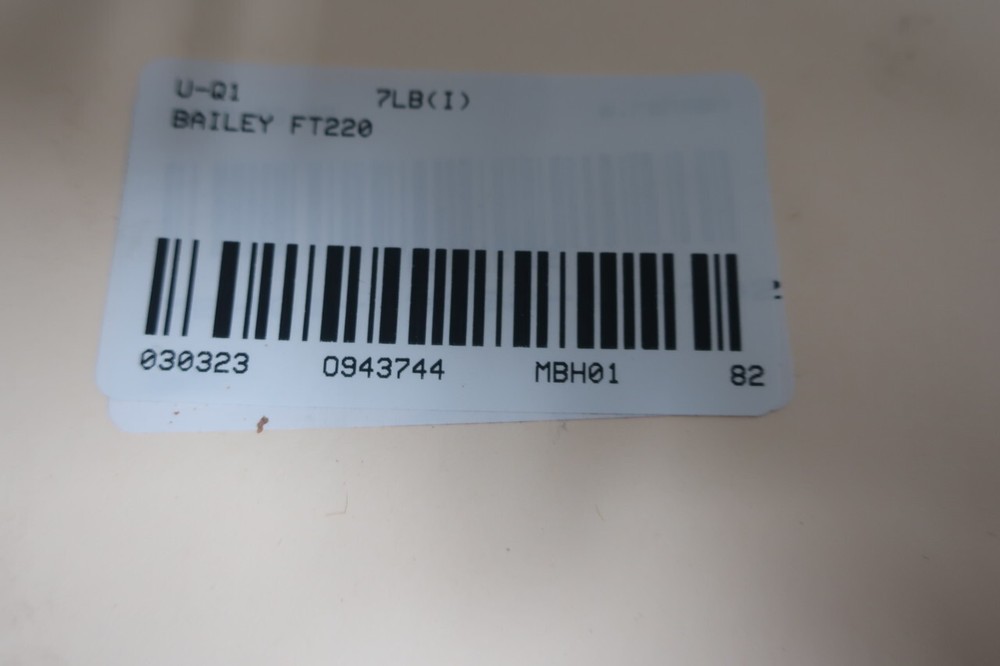 U-Q1 7LB(I)
BAILEY FT220
030323 0943744 MBH01 82